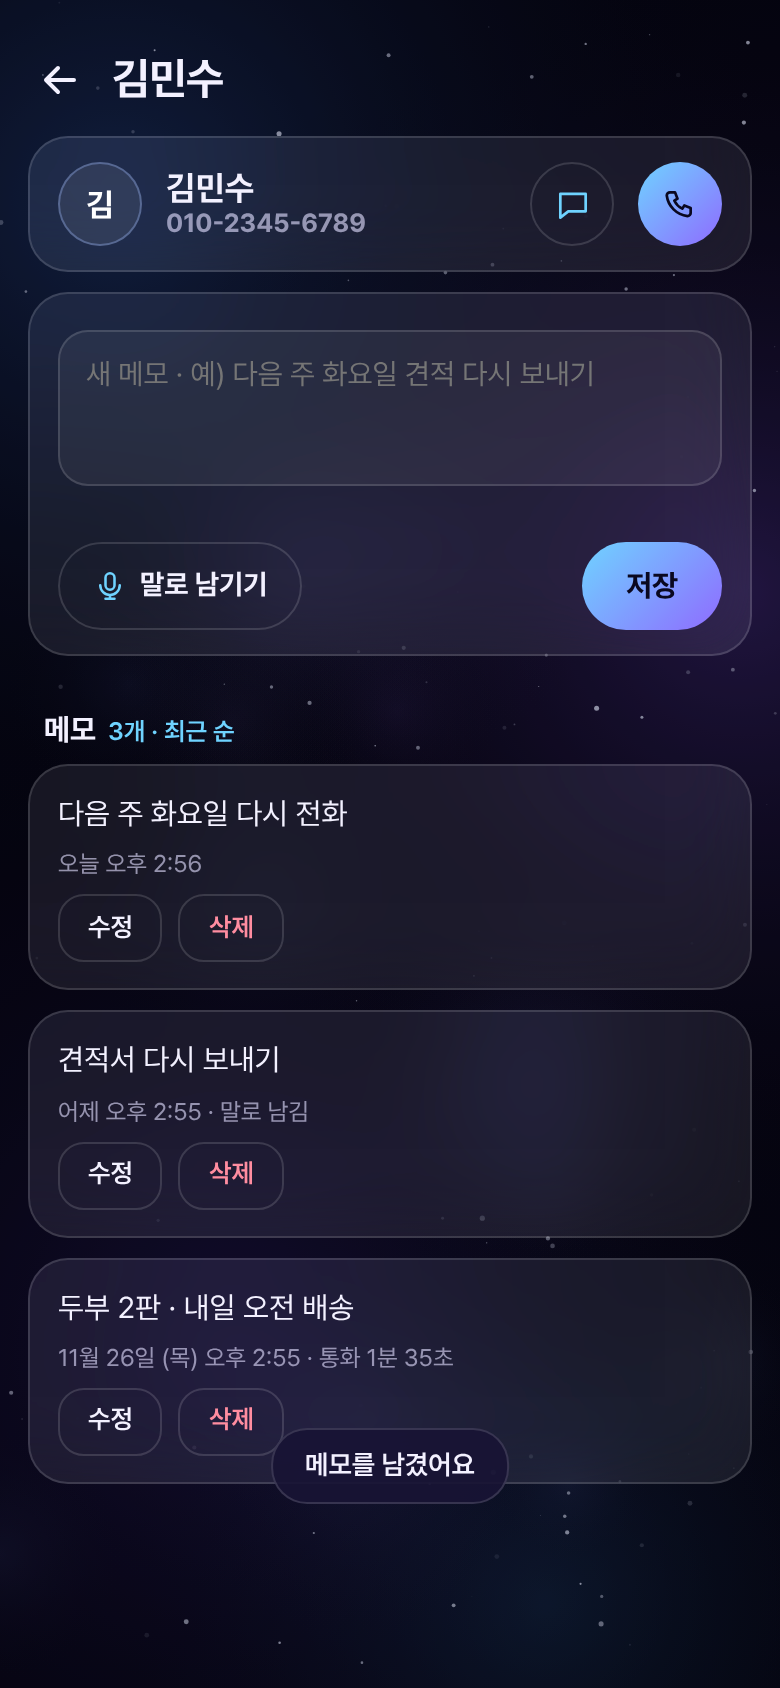 김민수
김
김민수
010-2345-6789
새 메모 · 예) 다음 주 화요일 견적 다시 보내기
말로 남기기
저장
메모 3개 · 최근 순
다음 주 화요일 다시 전화
오늘 오후 2:56
수정 삭제
견적서 다시 보내기
어제 오후 2:55 · 말로 남김
수정 삭제
두부 2판 · 내일 오전 배송
11월 26일 (목) 오후 2:55 · 통화 1분 35초
수정 삭제
메모를 남겼어요